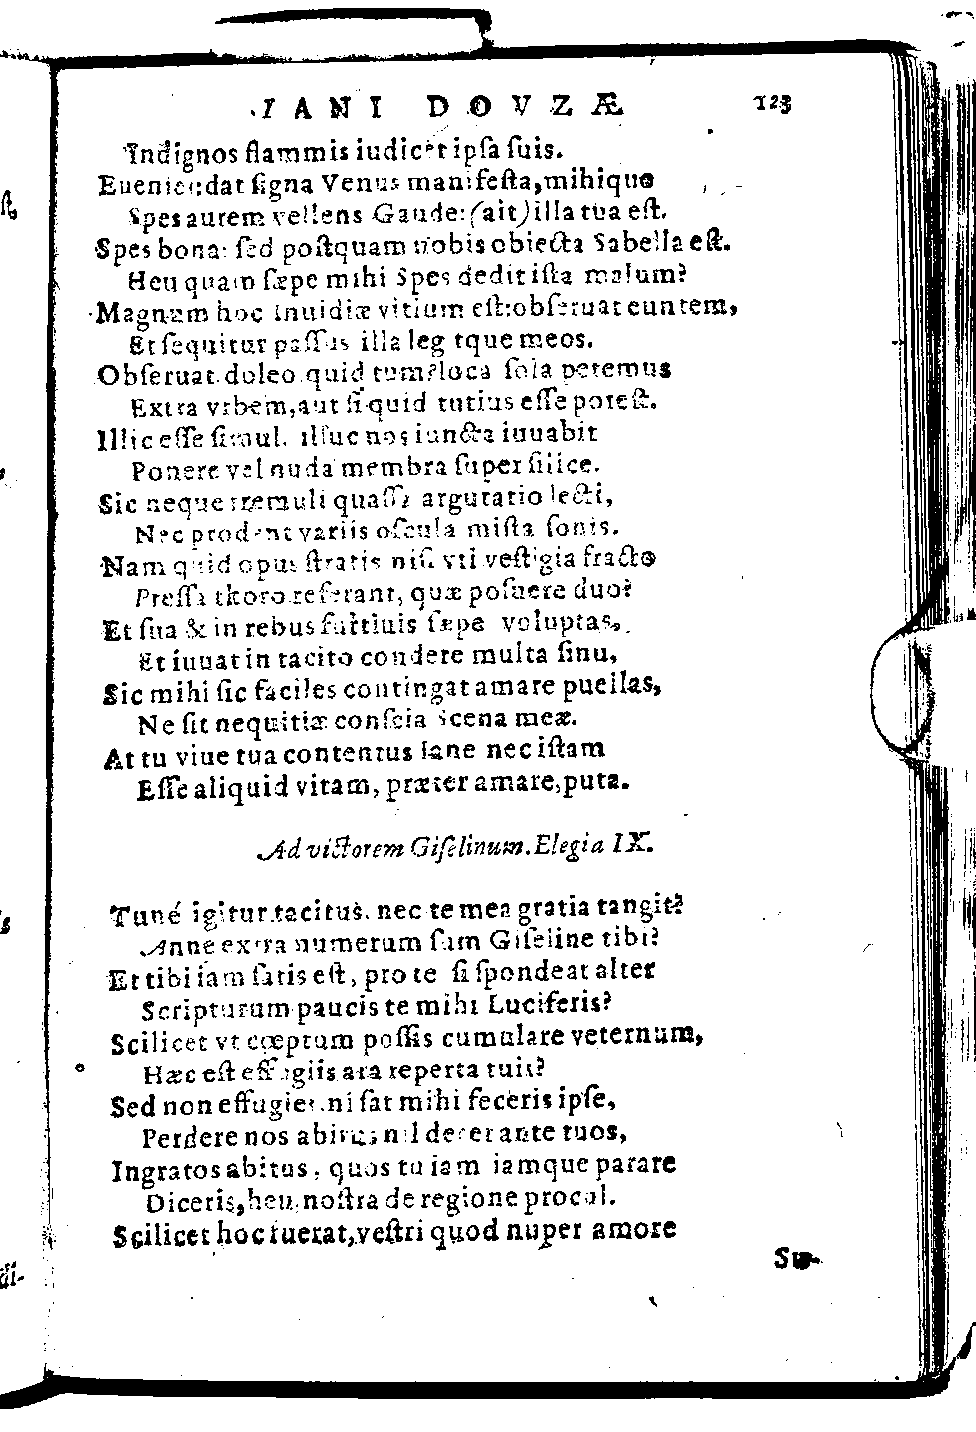 IANI DOVZÆ 123
Indignos flammis iudicet ipſa ſuis.
Eueniet: dat ſigna Venus manifeſta, mihique
Spes aurem vellens Gaude: (ait) illa tua eſt.
Spes bona: ſed poſtquam nobis obiecta Sabella eſt.
Heu quam ſæpe mihi Spes dedit iſta malum?
Magnum hoc Inuidiæ vitium eſt: obſeruat euntem,
Et ſequitur paſſus illa legitque meos.
Obſeruat. doleo. quid tum? loca ſola petemus
Extra vrbem, aut ſi quid tutius eſſe poteſt.
Illic eſſe ſimul, illuc nos iuncta iuuabit
Ponere vel nuda membra ſuper ſilice.
Sic neque tremuli quaſſa argutatio lecti,
Nec prodent variis oſcula miſta ſonis.
Nam quid opus ſtratis niſi vti veſtigia fracto
Preſſa thoro referant, quæ poſuere duo?
Et ſua & in rebus furtiuis ſæpe voluptas,
Et iuuat in tacito condere multa ſinu,
Sic mihi ſic faciles contingat amare puellas,
Ne ſit nequitiæ conſcia ſcena meæ.
At tu viue tua contentus Iane nec iſtam
Eſſe aliquid vitam, præter amare, puta.
Ad victorem Giſelinum. Elegia IX.
Tuné igitur tacitus. nec te mea gratia tangit?
Anne extra numerum ſum Giſeline tibi?
Et tibi iam ſatis eſt, pro te ſi ſpondeat alter
Scripturum paucis te mihi Luciferis?
Scilicet vt cœptum poſſis cumulare veternum,
Hæc eſt effugiis ara reperta tuis?
Sed non effugies. ni ſat mihi feceris ipſe,
Perdere nos abitus nil decet ante tuos,
Ingratos abitus, quos tu iam iamque parare
Diceris, heu, noſtra de regione procul.
Scilicet hoc fuerat, veſtri quod nuper amore